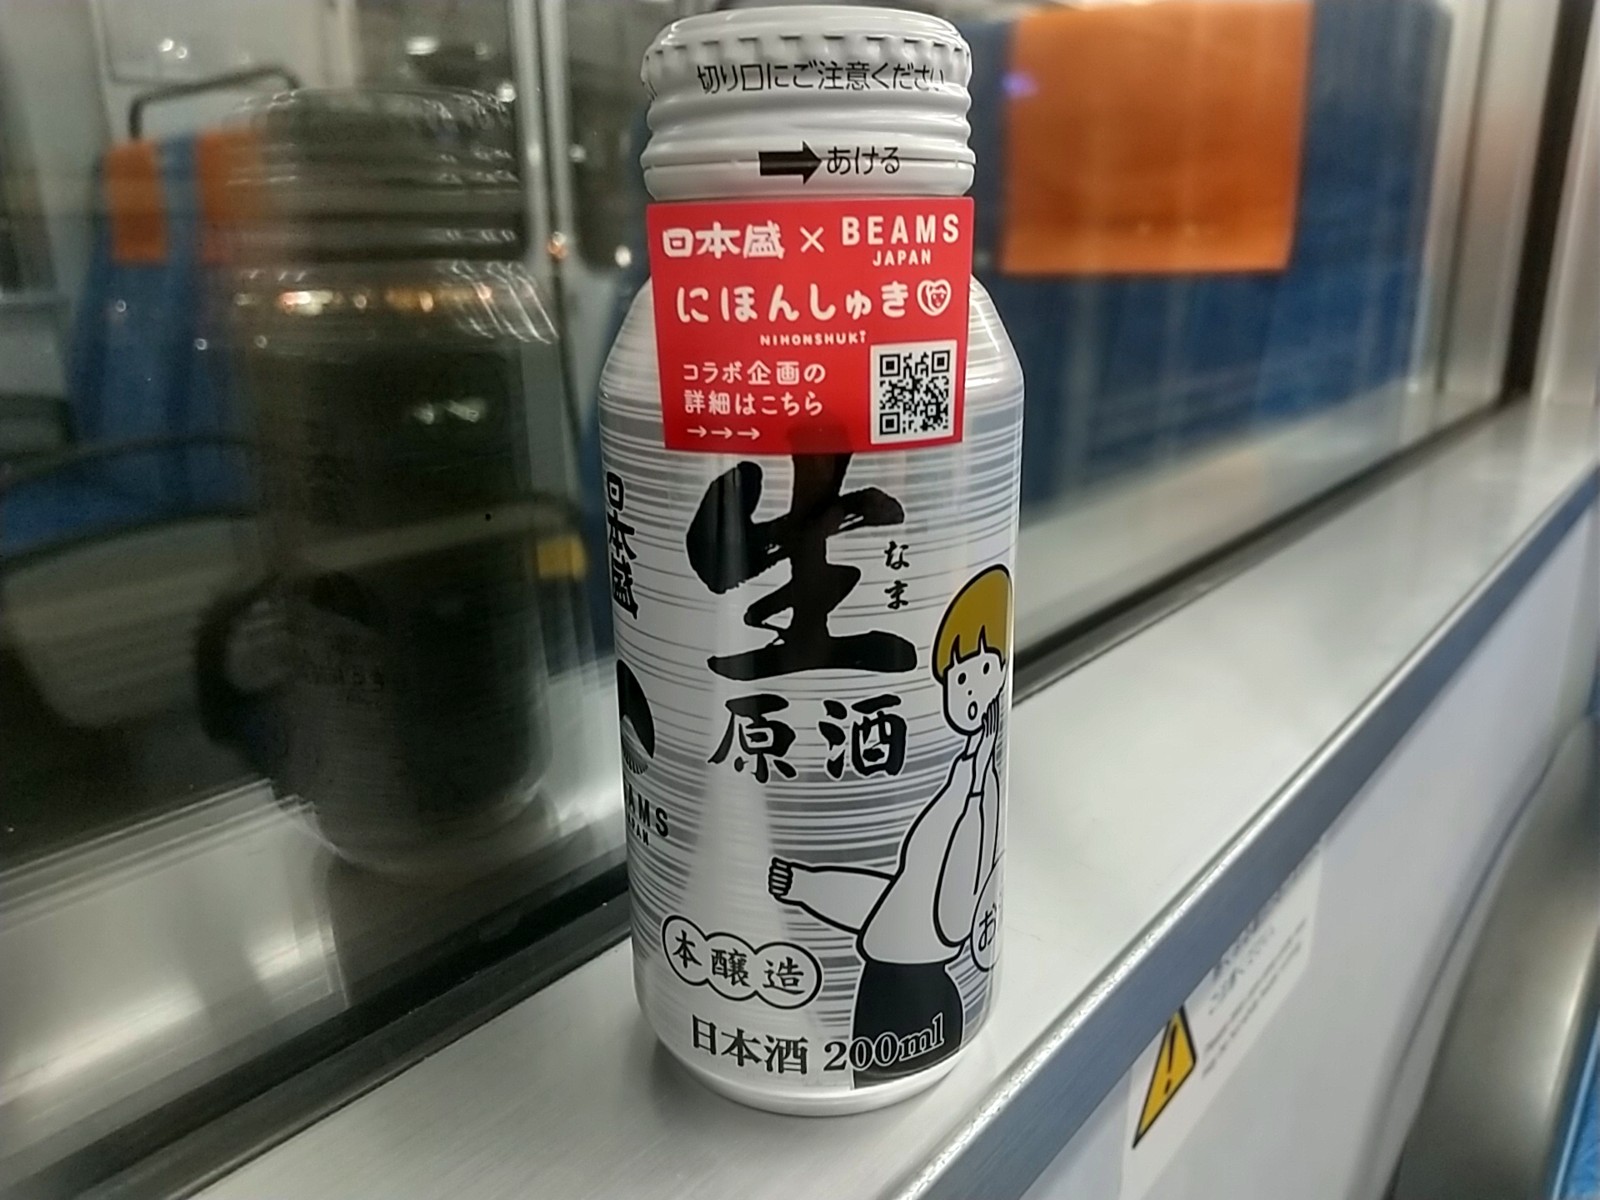 切り口にご注意ください
あける
日本盛 × BEAMS
JAPAN
にほんしゅき
NIHONSHUKI
コラボ企画の
詳細はこちら
→→→
日本盛
生
なま
原酒
AMS
本醸造
日本酒 200ml